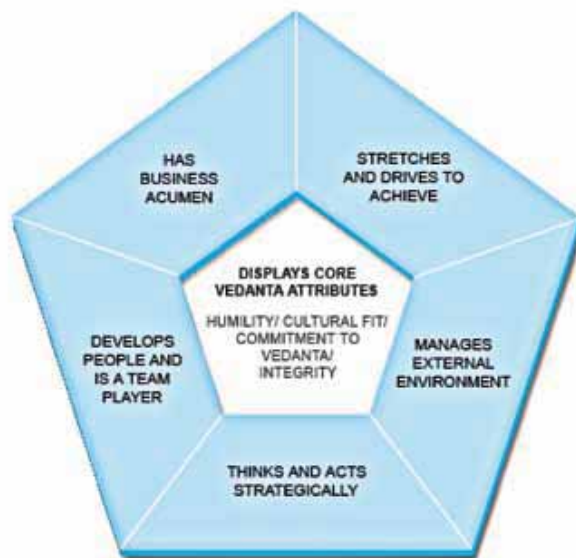 HAS
BUSINESS
ACUMEN
STRETCHES
AND DRIVES TO
ACHIEVE
DISPLAYS CORE
VEDANTA ATTRIBUTES
HUMILITY/ CULTURAL FIT/
COMMITMENT TO
VEDANTA/
INTEGRITY
DEVELOPS
PEOPLE AND
IS A TEAM
PLAYER
MANAGES
EXTERNAL
ENVIRONMENT
THINKS AND ACTS
STRATEGICALLY